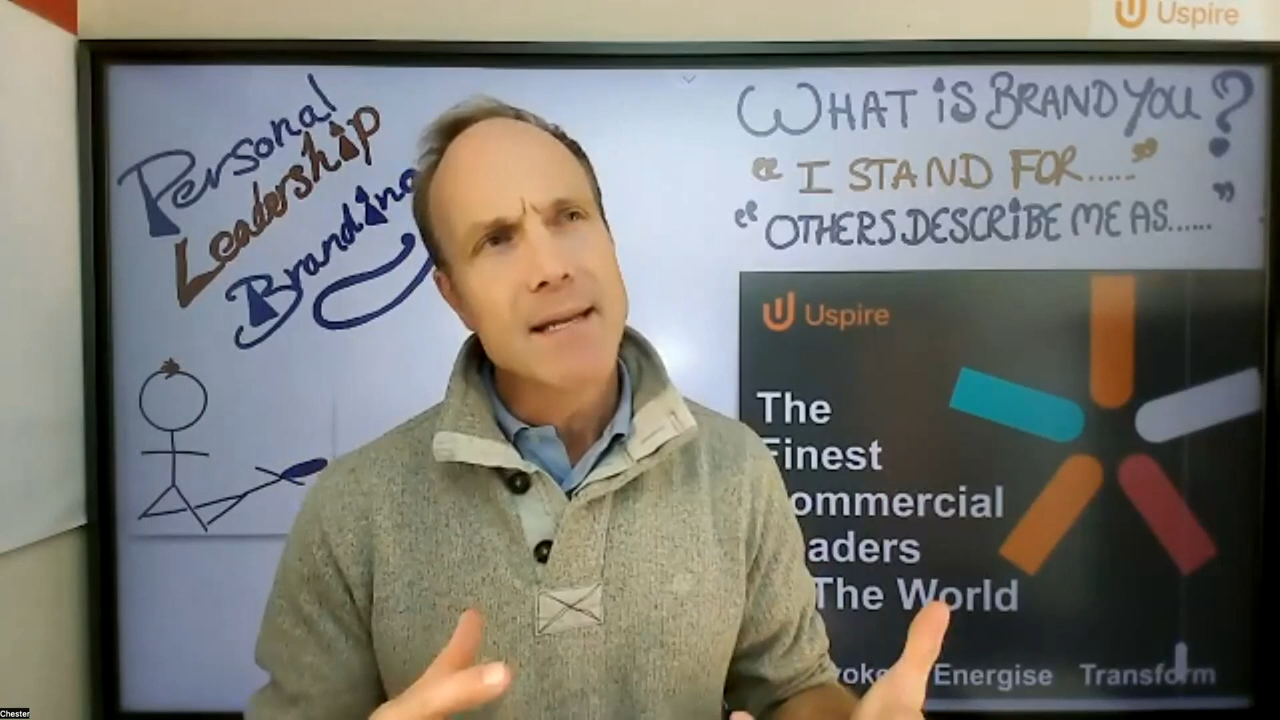 Uspire
Personal
Leadership
Branding
WHAT iS BRAND YOU?
“I STAND FOR.....”
“OTHERS DESCRIBE ME AS......”
Uspire
The
Finest
ommercial
aders
The World
voke Energise Transform
Chester